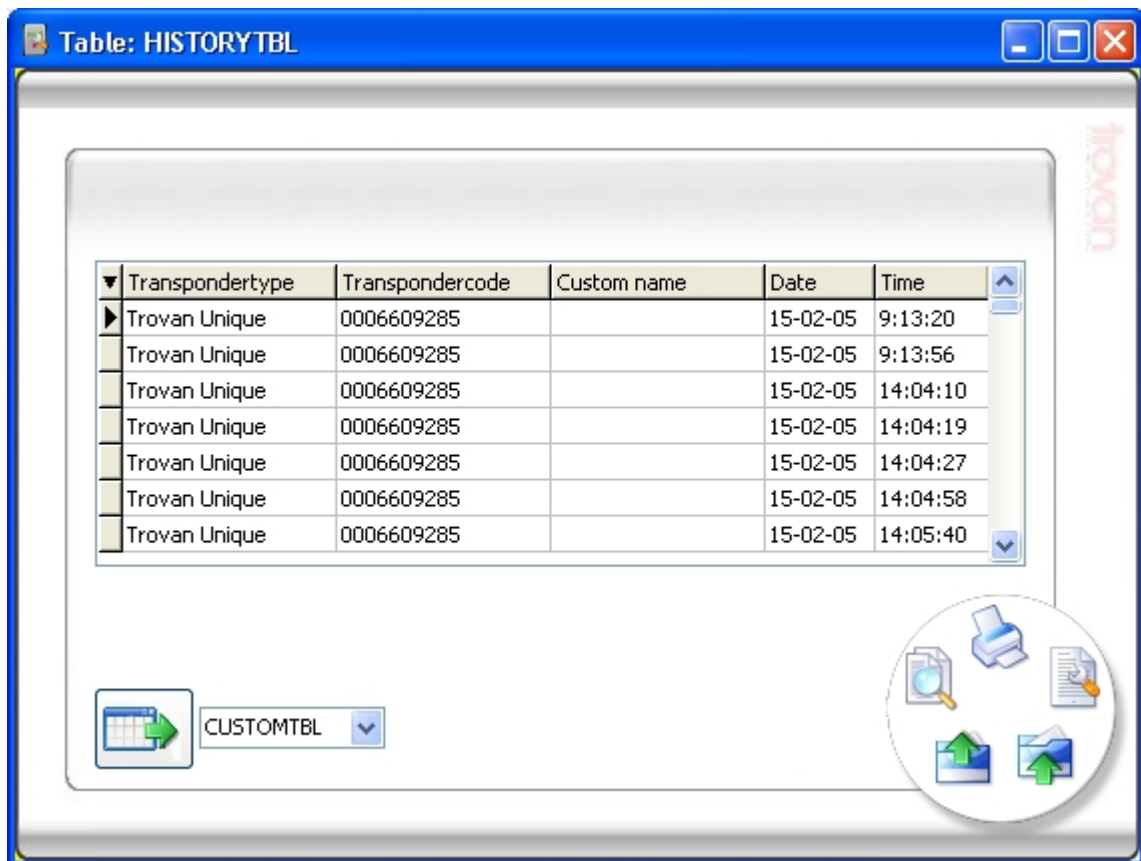 Table: HISTORYTBL
trovan
Transpondertype Transpondercode Custom name Date Time
Trovan Unique 0006609285 15-02-05 9:13:20
Trovan Unique 0006609285 15-02-05 9:13:56
Trovan Unique 0006609285 15-02-05 14:04:10
Trovan Unique 0006609285 15-02-05 14:04:19
Trovan Unique 0006609285 15-02-05 14:04:27
Trovan Unique 0006609285 15-02-05 14:04:58
Trovan Unique 0006609285 15-02-05 14:05:40
CUSTOMTBL